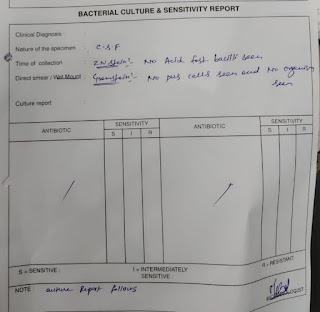 BACTERIAL CULTURE & SENSITIVITY REPORT
Clinical Diagnosis :
Nature of the specimen : C.S.F
Time of collection : Z.N.Stain:- No Acid fast bacilli seen
Direct smear / Wet Mount : Gramstein:- No pus cells seen and No organism
seen
Culture report :
ANTIBIOTIC SENSITIVITY ANTIBIOTIC SENSITIVITY
S I R S I R
S = SENSITIVE : I = INTERMEDIATELY SENSITIVE : R = RESISTANT
NOTE : culture Report follows